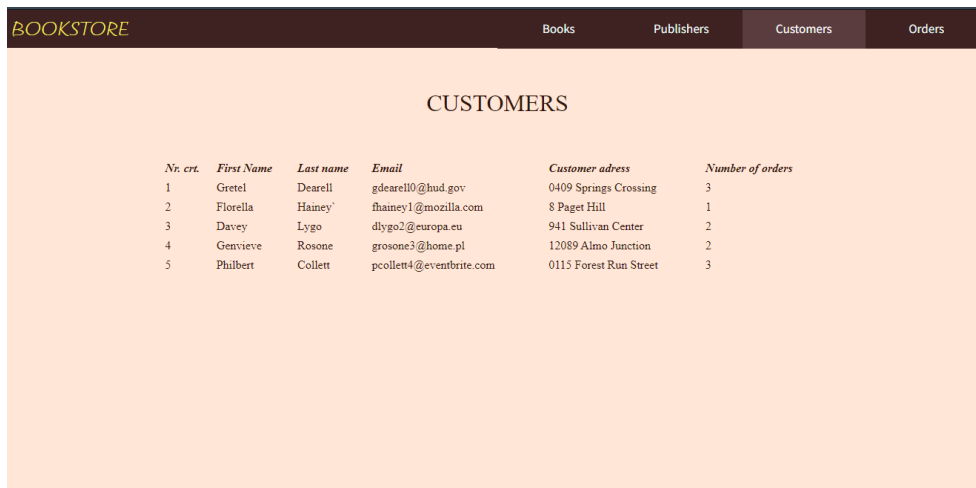 BOOKSTORE Books Publishers Customers Orders
CUSTOMERS
Nr. crt. First Name Last name Email Customer adress Number of orders
1 Gretel Dearell gdearell0@hud.gov 0409 Springs Crossing 3
2 Florella Hainey` fhainey1@mozilla.com 8 Paget Hill 1
3 Davey Lygo dlygo2@europa.eu 941 Sullivan Center 2
4 Genvieve Rosone grosone3@home.pl 12089 Almo Junction 2
5 Philbert Collett pcollett4@eventbrite.com 0115 Forest Run Street 3